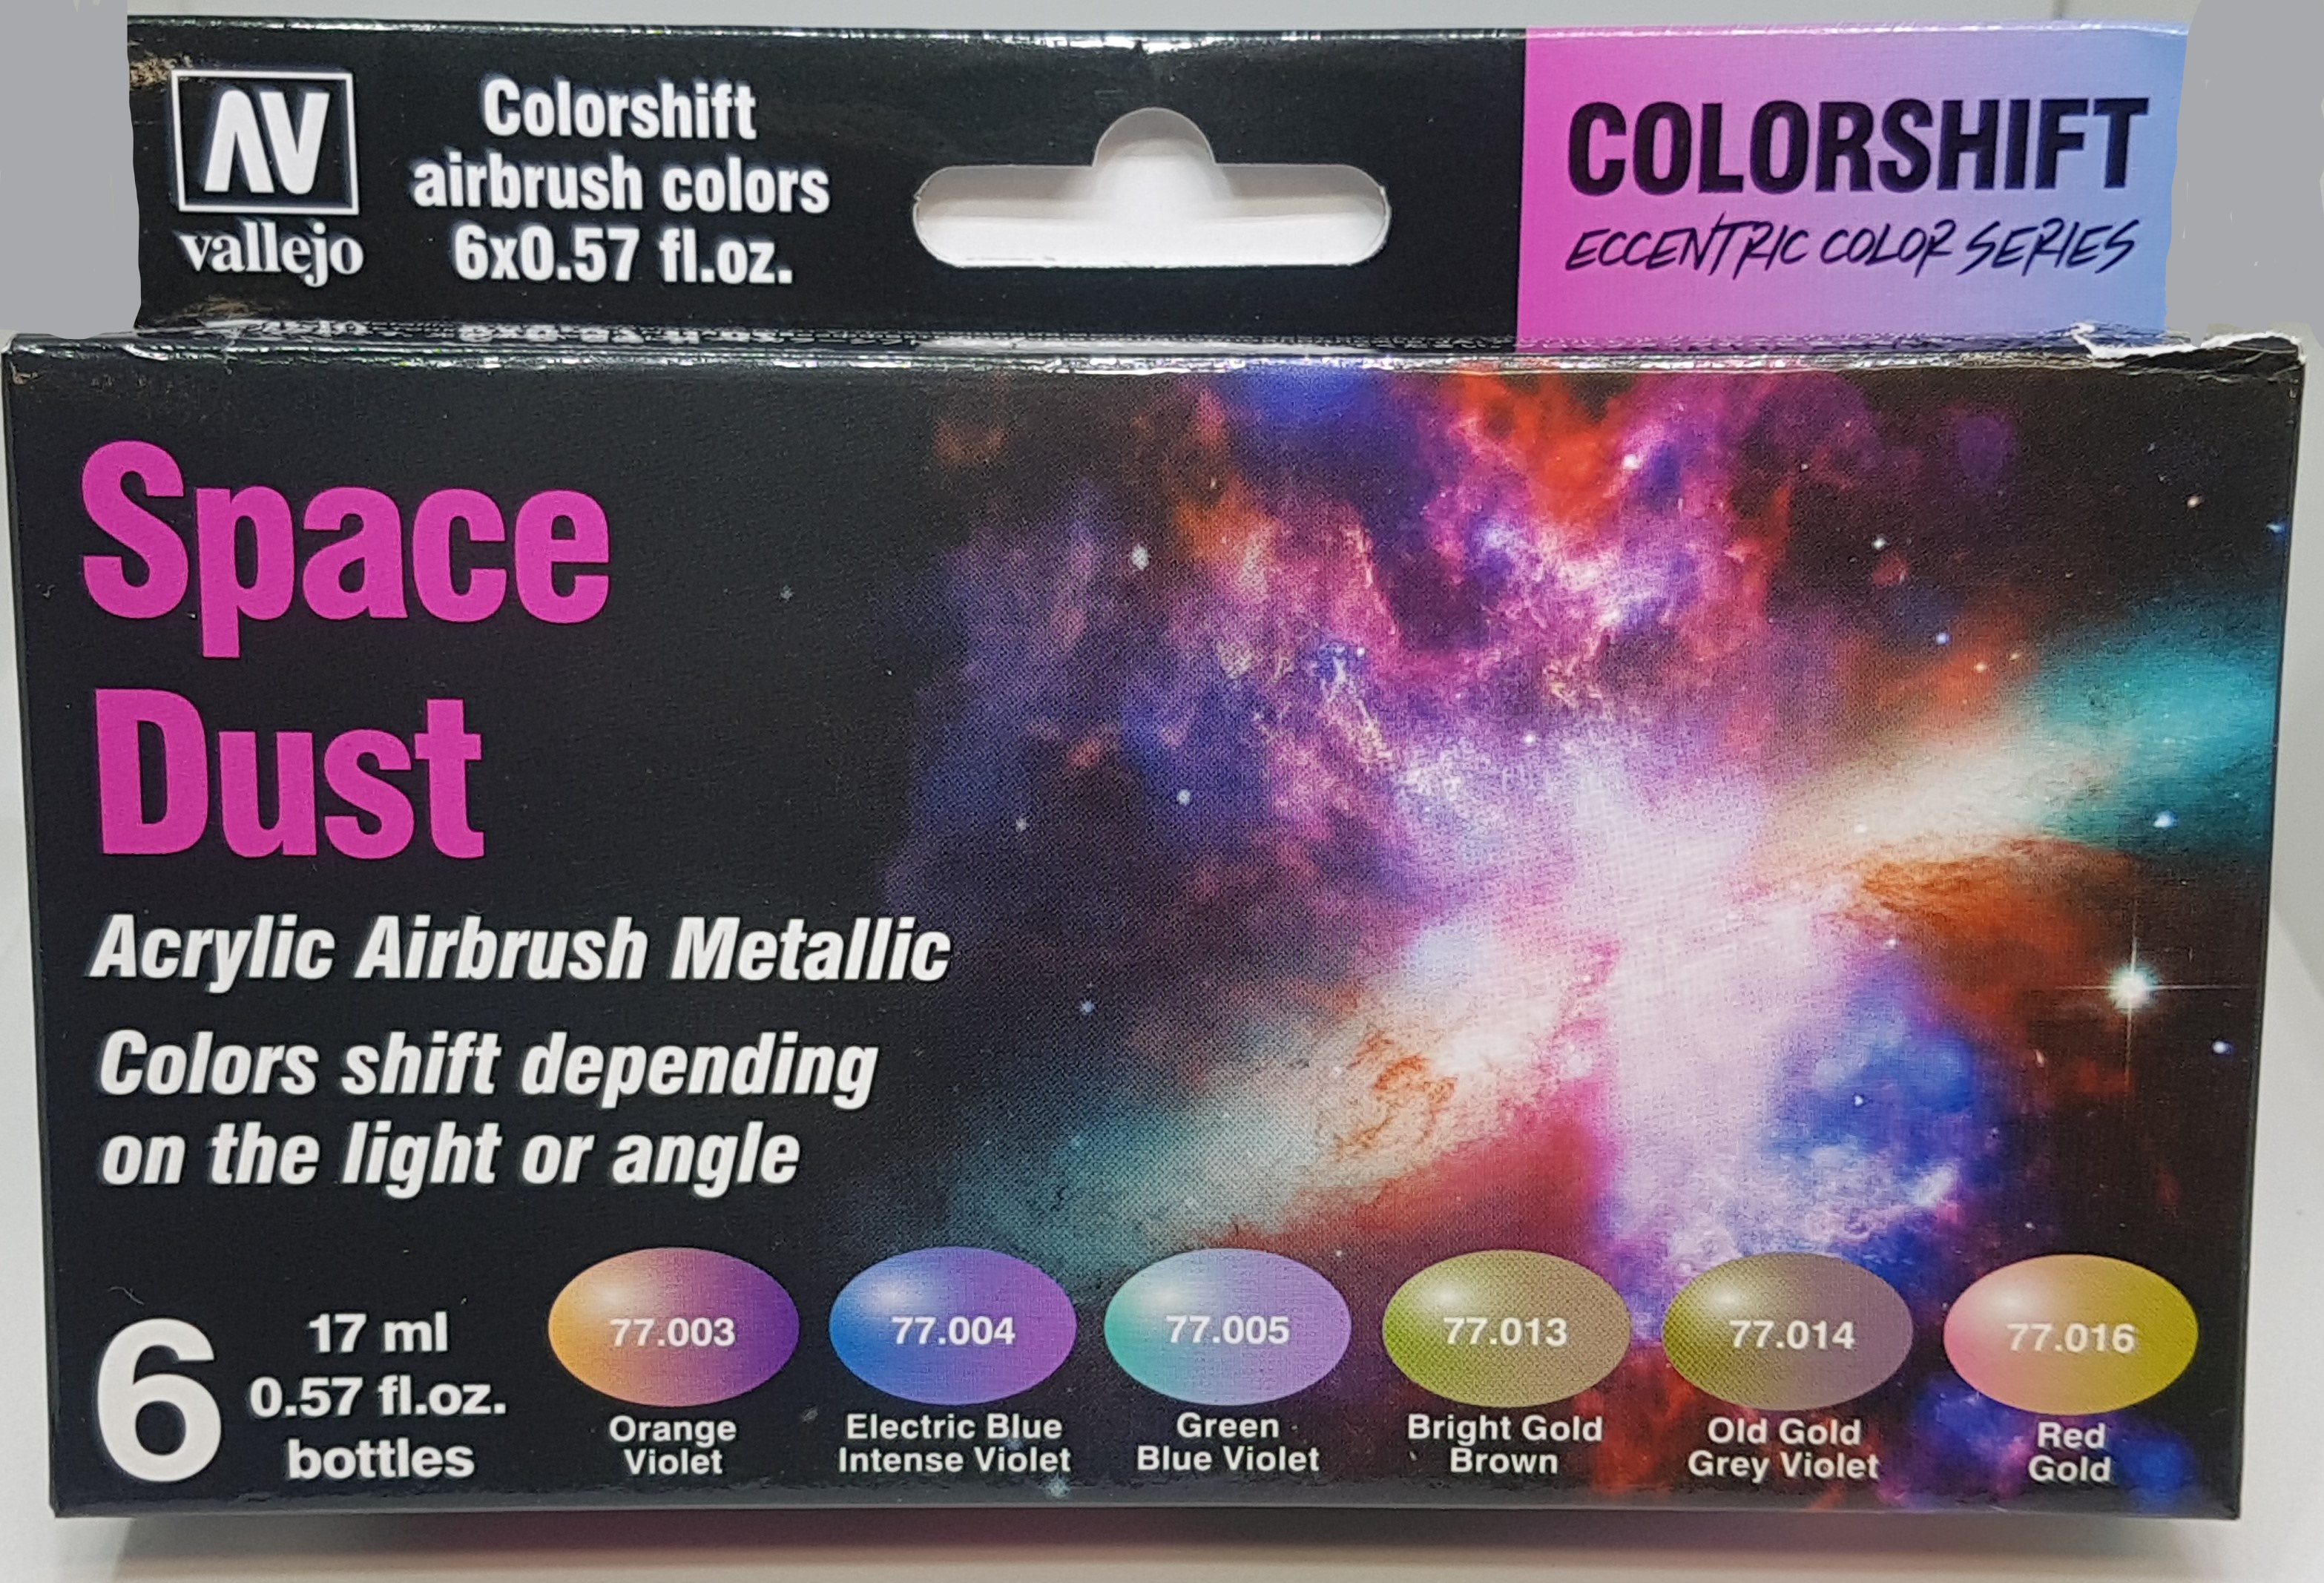 AV
vallejo
Colorshift
airbrush colors
6x0.57 fl.oz.
COLORSHIFT
ECCENTRIC COLOR SERIES
Space
Dust
Acrylic Airbrush Metallic
Colors shift depending
on the light or angle
6
17 ml
0.57 fl.oz.
bottles
77.003
Orange
Violet
77.004
Electric Blue
Intense Violet
77.005
Green
Blue Violet
77.013
Bright Gold
Brown
77.014
Old Gold
Grey Violet
77.016
Red
Gold